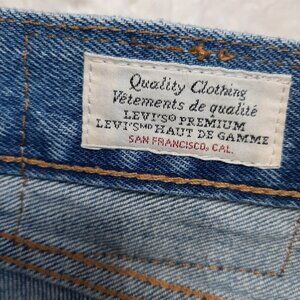 Quality Clothing
Vêtements de qualité
LEVI'S® PREMIUM
LEVI'S MD HAUT DE GAMME
SAN FRANCISCO, CAL.